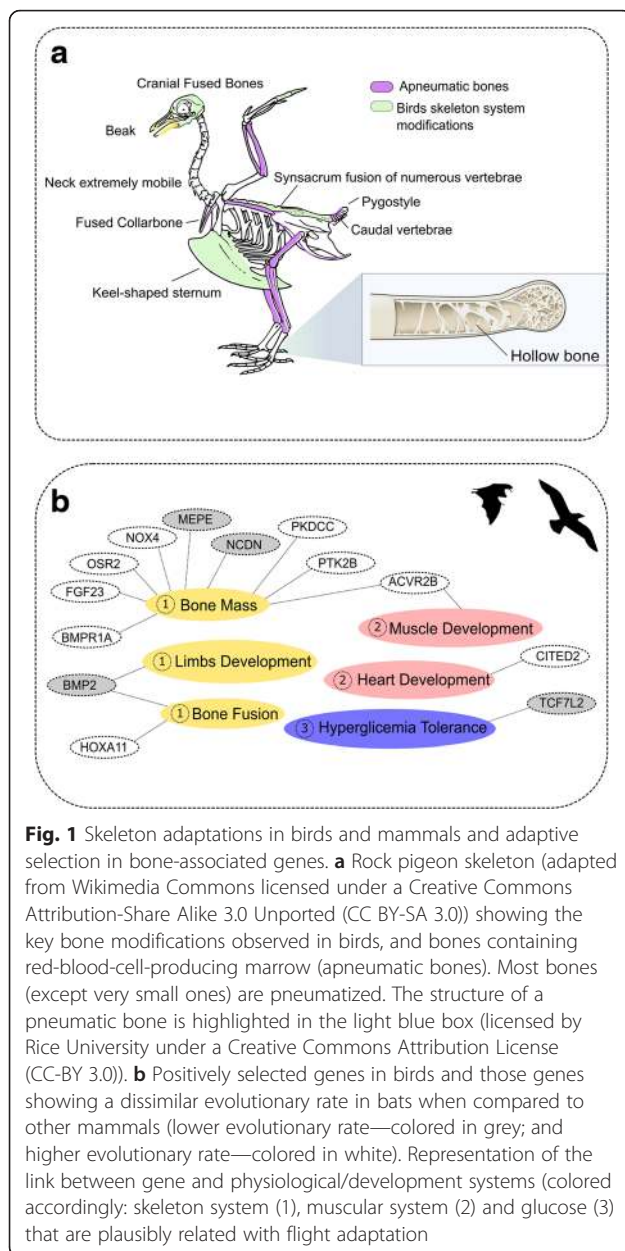 a
Cranial Fused Bones
Apneumatic bones
Birds skeleton system
modifications
Beak
Neck extremely mobile
Synsacrum fusion of numerous vertebrae
Pygostyle
Fused Collarbone
Caudal vertebrae
Keel-shaped sternum
Hollow bone
b
MEPE
PKDCC
NOX4
NCDN
OSR2
PTK2B
FGF23
ACVR2B
1 Bone Mass
BMPR1A
2 Muscle Development
1 Limbs Development
CITED2
BMP2
2 Heart Development
TCF7L2
1 Bone Fusion
3 Hyperglicemia Tolerance
HOXA11
Fig. 1 Skeleton adaptations in birds and mammals and adaptive
selection in bone-associated genes. a Rock pigeon skeleton (adapted
from Wikimedia Commons licensed under a Creative Commons
Attribution-Share Alike 3.0 Unported (CC BY-SA 3.0)) showing the
key bone modifications observed in birds, and bones containing
red-blood-cell-producing marrow (apneumatic bones). Most bones
(except very small ones) are pneumatized. The structure of a
pneumatic bone is highlighted in the light blue box (licensed by
Rice University under a Creative Commons Attribution License
(CC-BY 3.0)). b Positively selected genes in birds and those genes
showing a dissimilar evolutionary rate in bats when compared to
other mammals (lower evolutionary rate—colored in grey; and
higher evolutionary rate—colored in white). Representation of the
link between gene and physiological/development systems (colored
accordingly: skeleton system (1), muscular system (2) and glucose (3)
that are plausibly related with flight adaptation